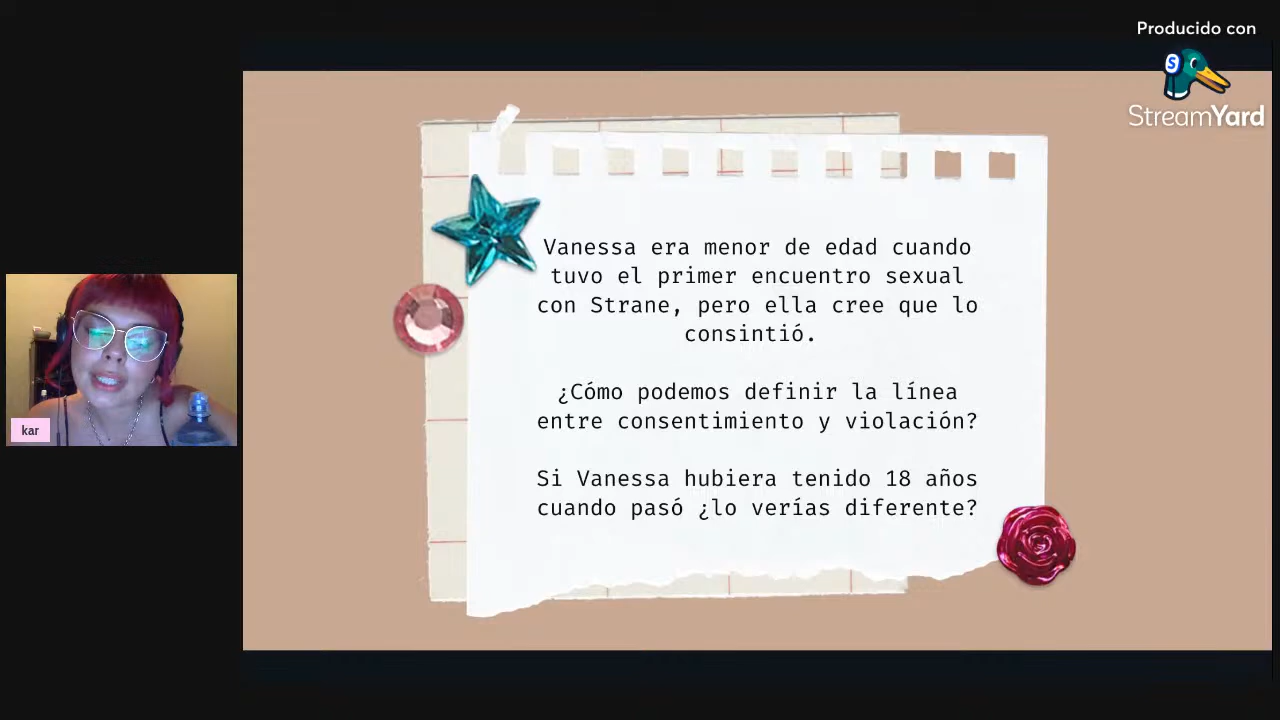 Producido con
StreamYard
Vanessa era menor de edad cuando
tuvo el primer encuentro sexual
con Strane, pero ella cree que lo
consintió.
¿Cómo podemos definir la línea
entre consentimiento y violación?
Si Vanessa hubiera tenido 18 años
cuando pasó ¿lo verías diferente?
kar